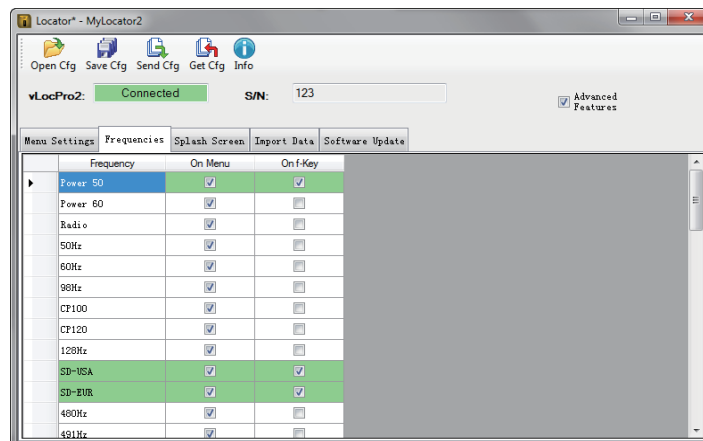 Locator* - MyLocator2
Open Cfg Save Cfg Send Cfg Get Cfg Info
vLocPro2: Connected S/N: 123 Advanced
Features
Menu Settings Frequencies Splash Screen Import Data Software Update
Frequency On Menu On f-Key
Power 50
Power 60
Radio
50Hz
60Hz
98Hz
CP100
CP120
128Hz
SD-USA
SD-EUR
480Hz
491Hz